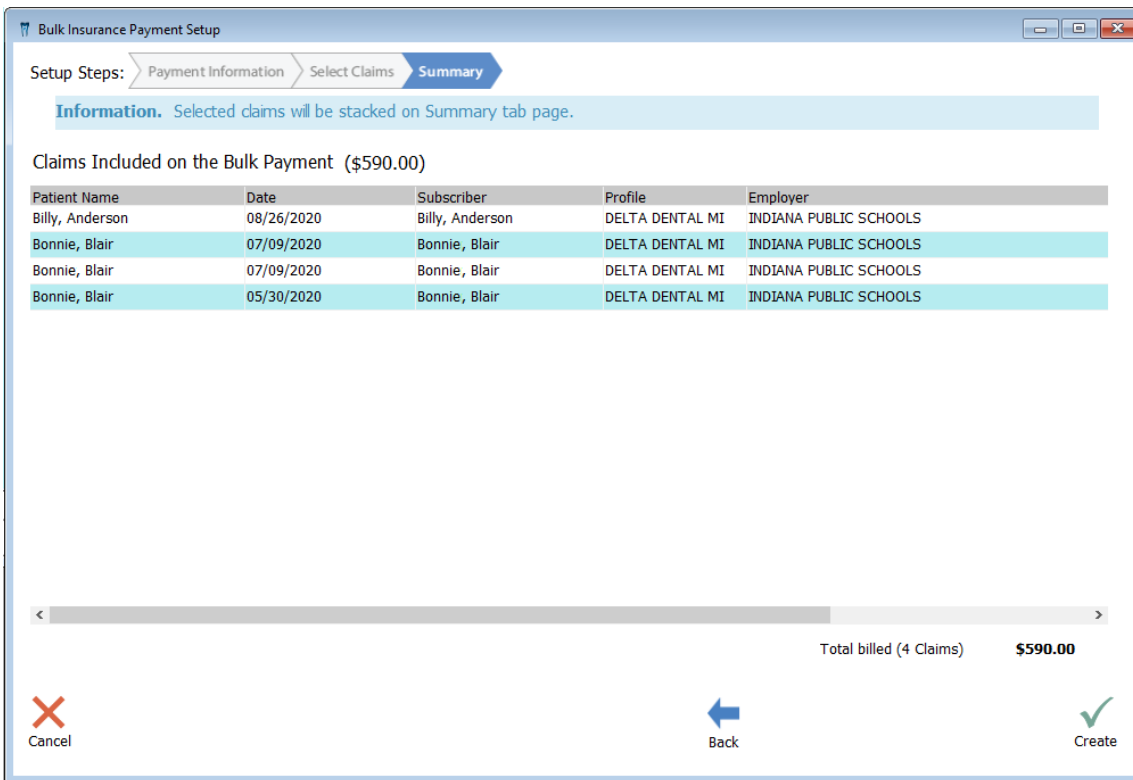 Bulk Insurance Payment Setup
Setup Steps: Payment Information Select Claims Summary
Information. Selected claims will be stacked on Summary tab page.
Claims Included on the Bulk Payment ($590.00)
Patient Name Date Subscriber Profile Employer
Billy, Anderson 08/26/2020 Billy, Anderson DELTA DENTAL MI INDIANA PUBLIC SCHOOLS
Bonnie, Blair 07/09/2020 Bonnie, Blair DELTA DENTAL MI INDIANA PUBLIC SCHOOLS
Bonnie, Blair 07/09/2020 Bonnie, Blair DELTA DENTAL MI INDIANA PUBLIC SCHOOLS
Bonnie, Blair 05/30/2020 Bonnie, Blair DELTA DENTAL MI INDIANA PUBLIC SCHOOLS
Total billed (4 Claims) $590.00
Cancel Back Create